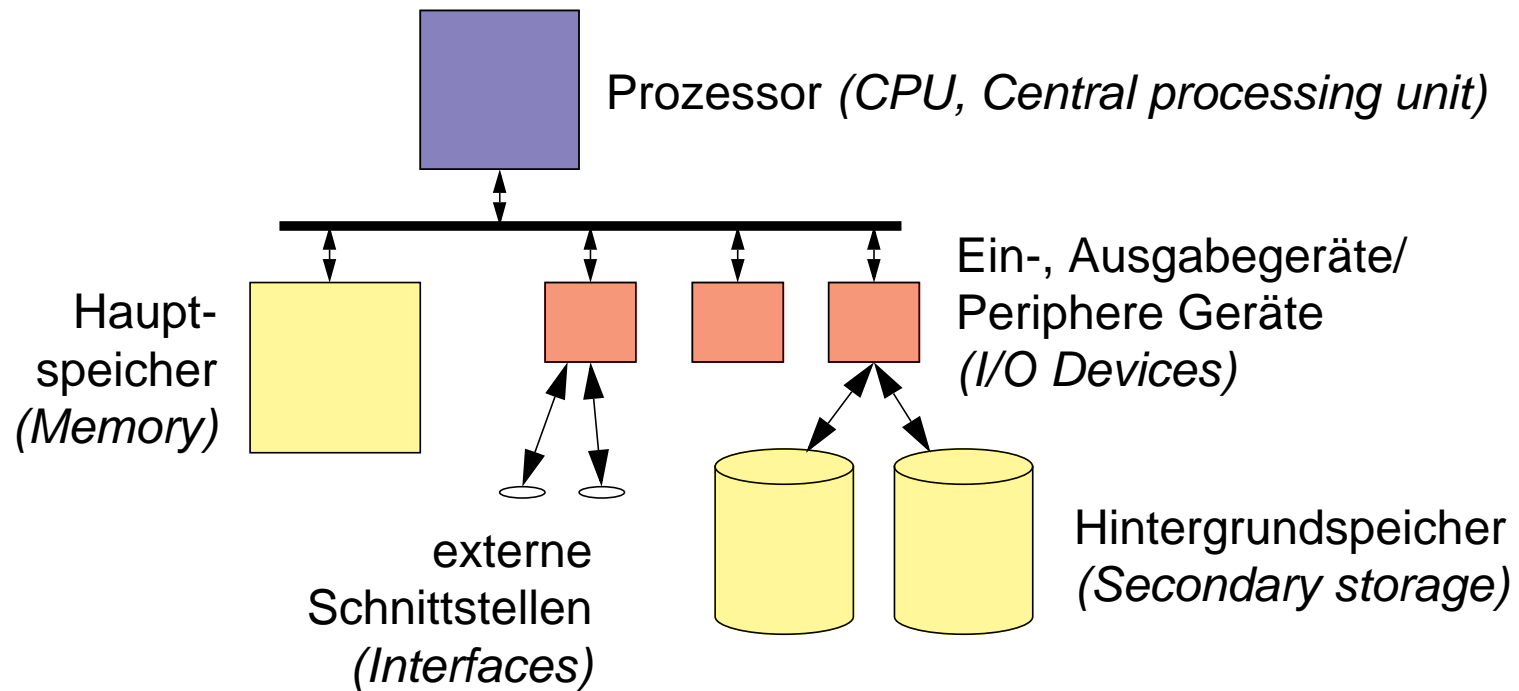 Prozessor (CPU, Central processing unit)
Ein-, Ausgabegeräte/
Periphere Geräte
(I/O Devices)
Haupt-
speicher
(Memory)
externe
Schnittstellen
(Interfaces)
Hintergrundspeicher
(Secondary storage)